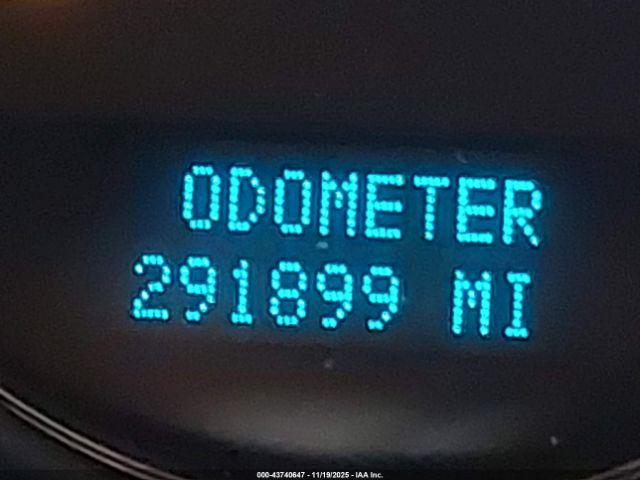 ODOMETER
291899 MI
000-43740647 - 11/19/2025 - IAA Inc.